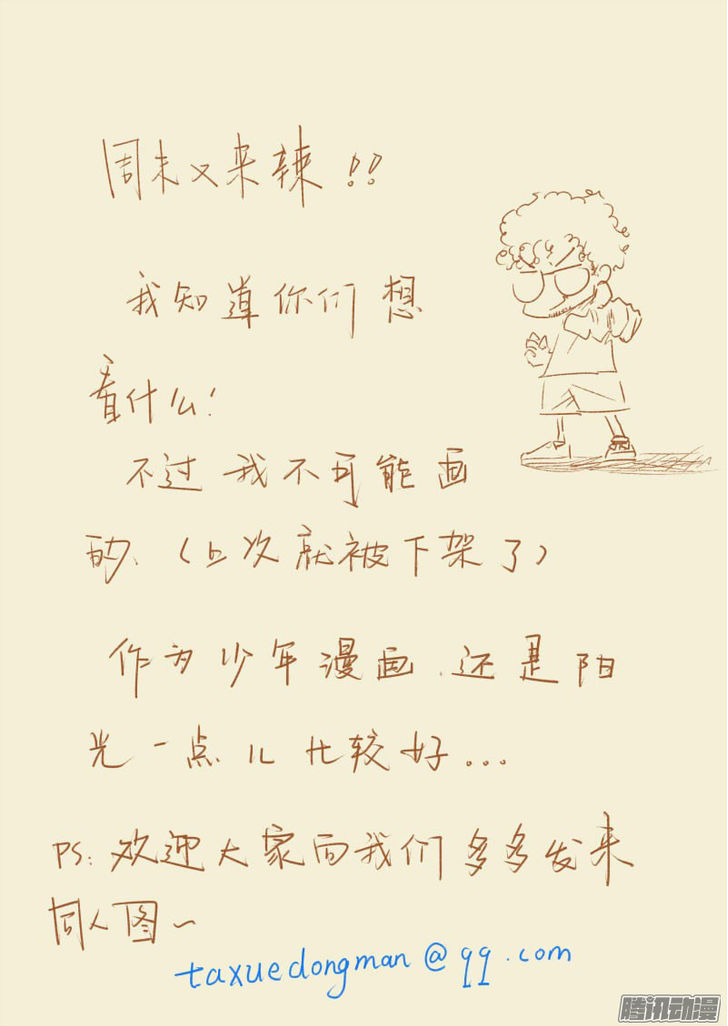 周末又来辣!!
我知道你们想
看什么!
不过我不可能画
的、(上次就被下架了)
作为少年漫画.还是阳
光一点儿比较好...
PS:欢迎大家向我们多多发来
同人图~
taxuedongman@qq.com
腾讯动漫